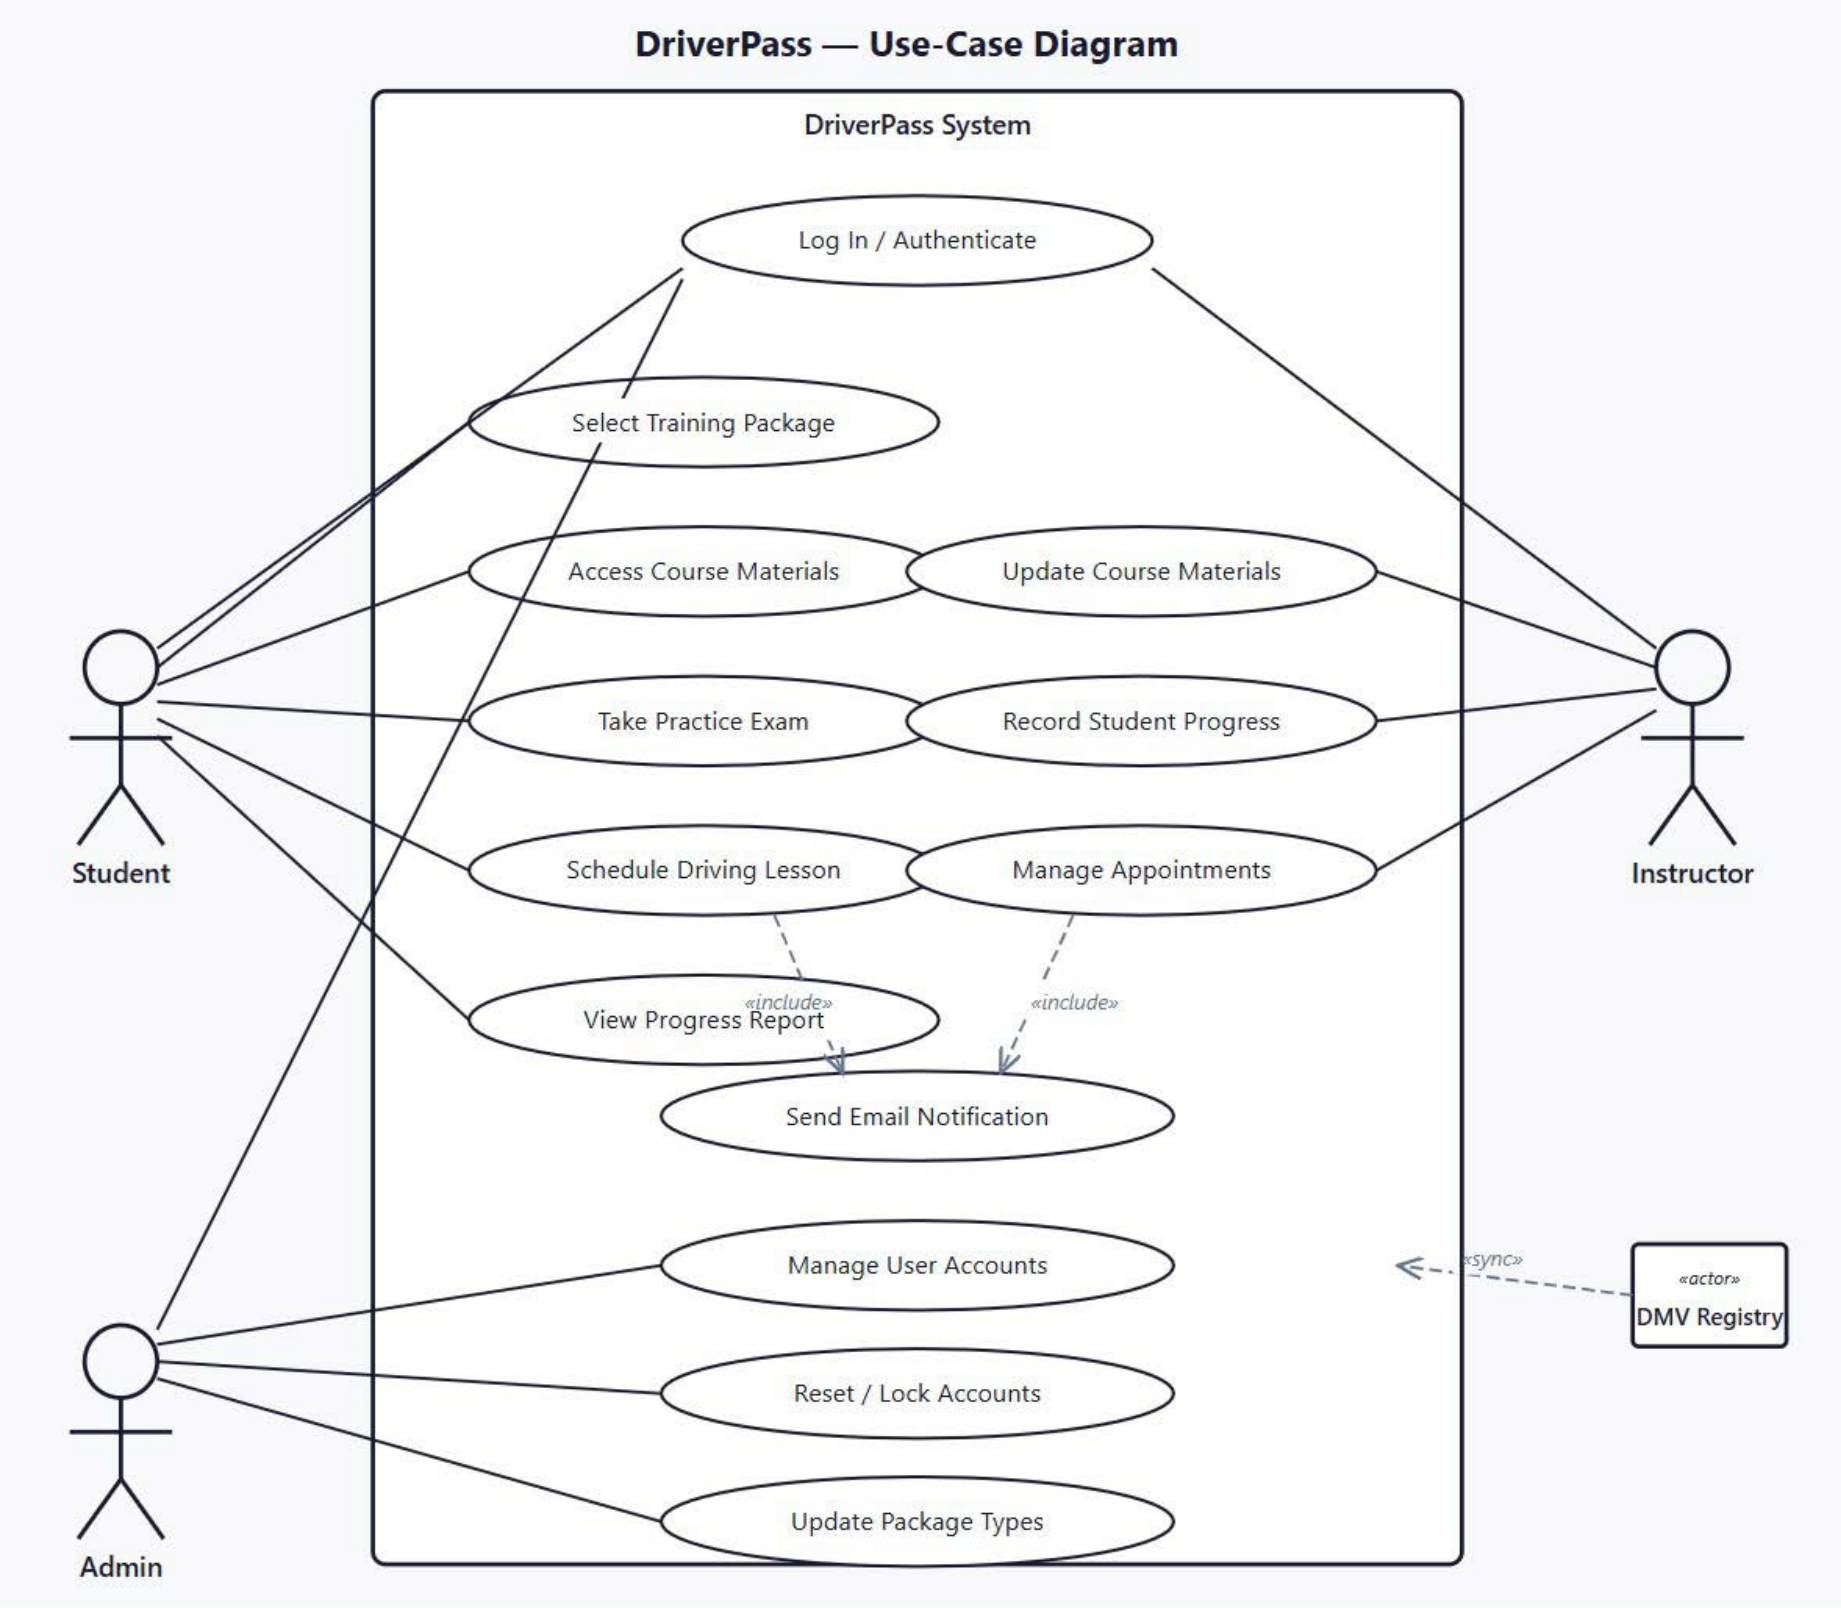 DriverPass — Use-Case Diagram
DriverPass System
Log In / Authenticate
Select Training Package
Access Course Materials
Update Course Materials
Take Practice Exam
Record Student Progress
Schedule Driving Lesson
Manage Appointments
Student
Instructor
«include»
«include»
View Progress Report
Send Email Notification
Manage User Accounts
«sync»
«actor»
DMV Registry
Reset / Lock Accounts
Update Package Types
Admin